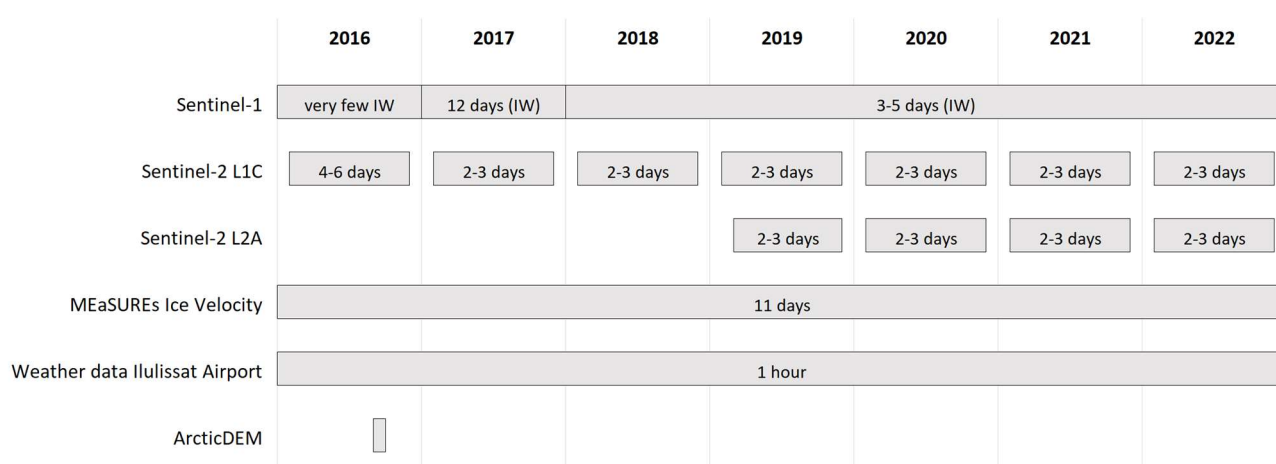 2016 2017 2018 2019 2020 2021 2022
Sentinel-1 very few IW 12 days (IW) 3-5 days (IW)
Sentinel-2 L1C 4-6 days 2-3 days 2-3 days 2-3 days 2-3 days 2-3 days 2-3 days
Sentinel-2 L2A 2-3 days 2-3 days 2-3 days 2-3 days
MEaSUREs Ice Velocity 11 days
Weather data Ilulissat Airport 1 hour
ArcticDEM